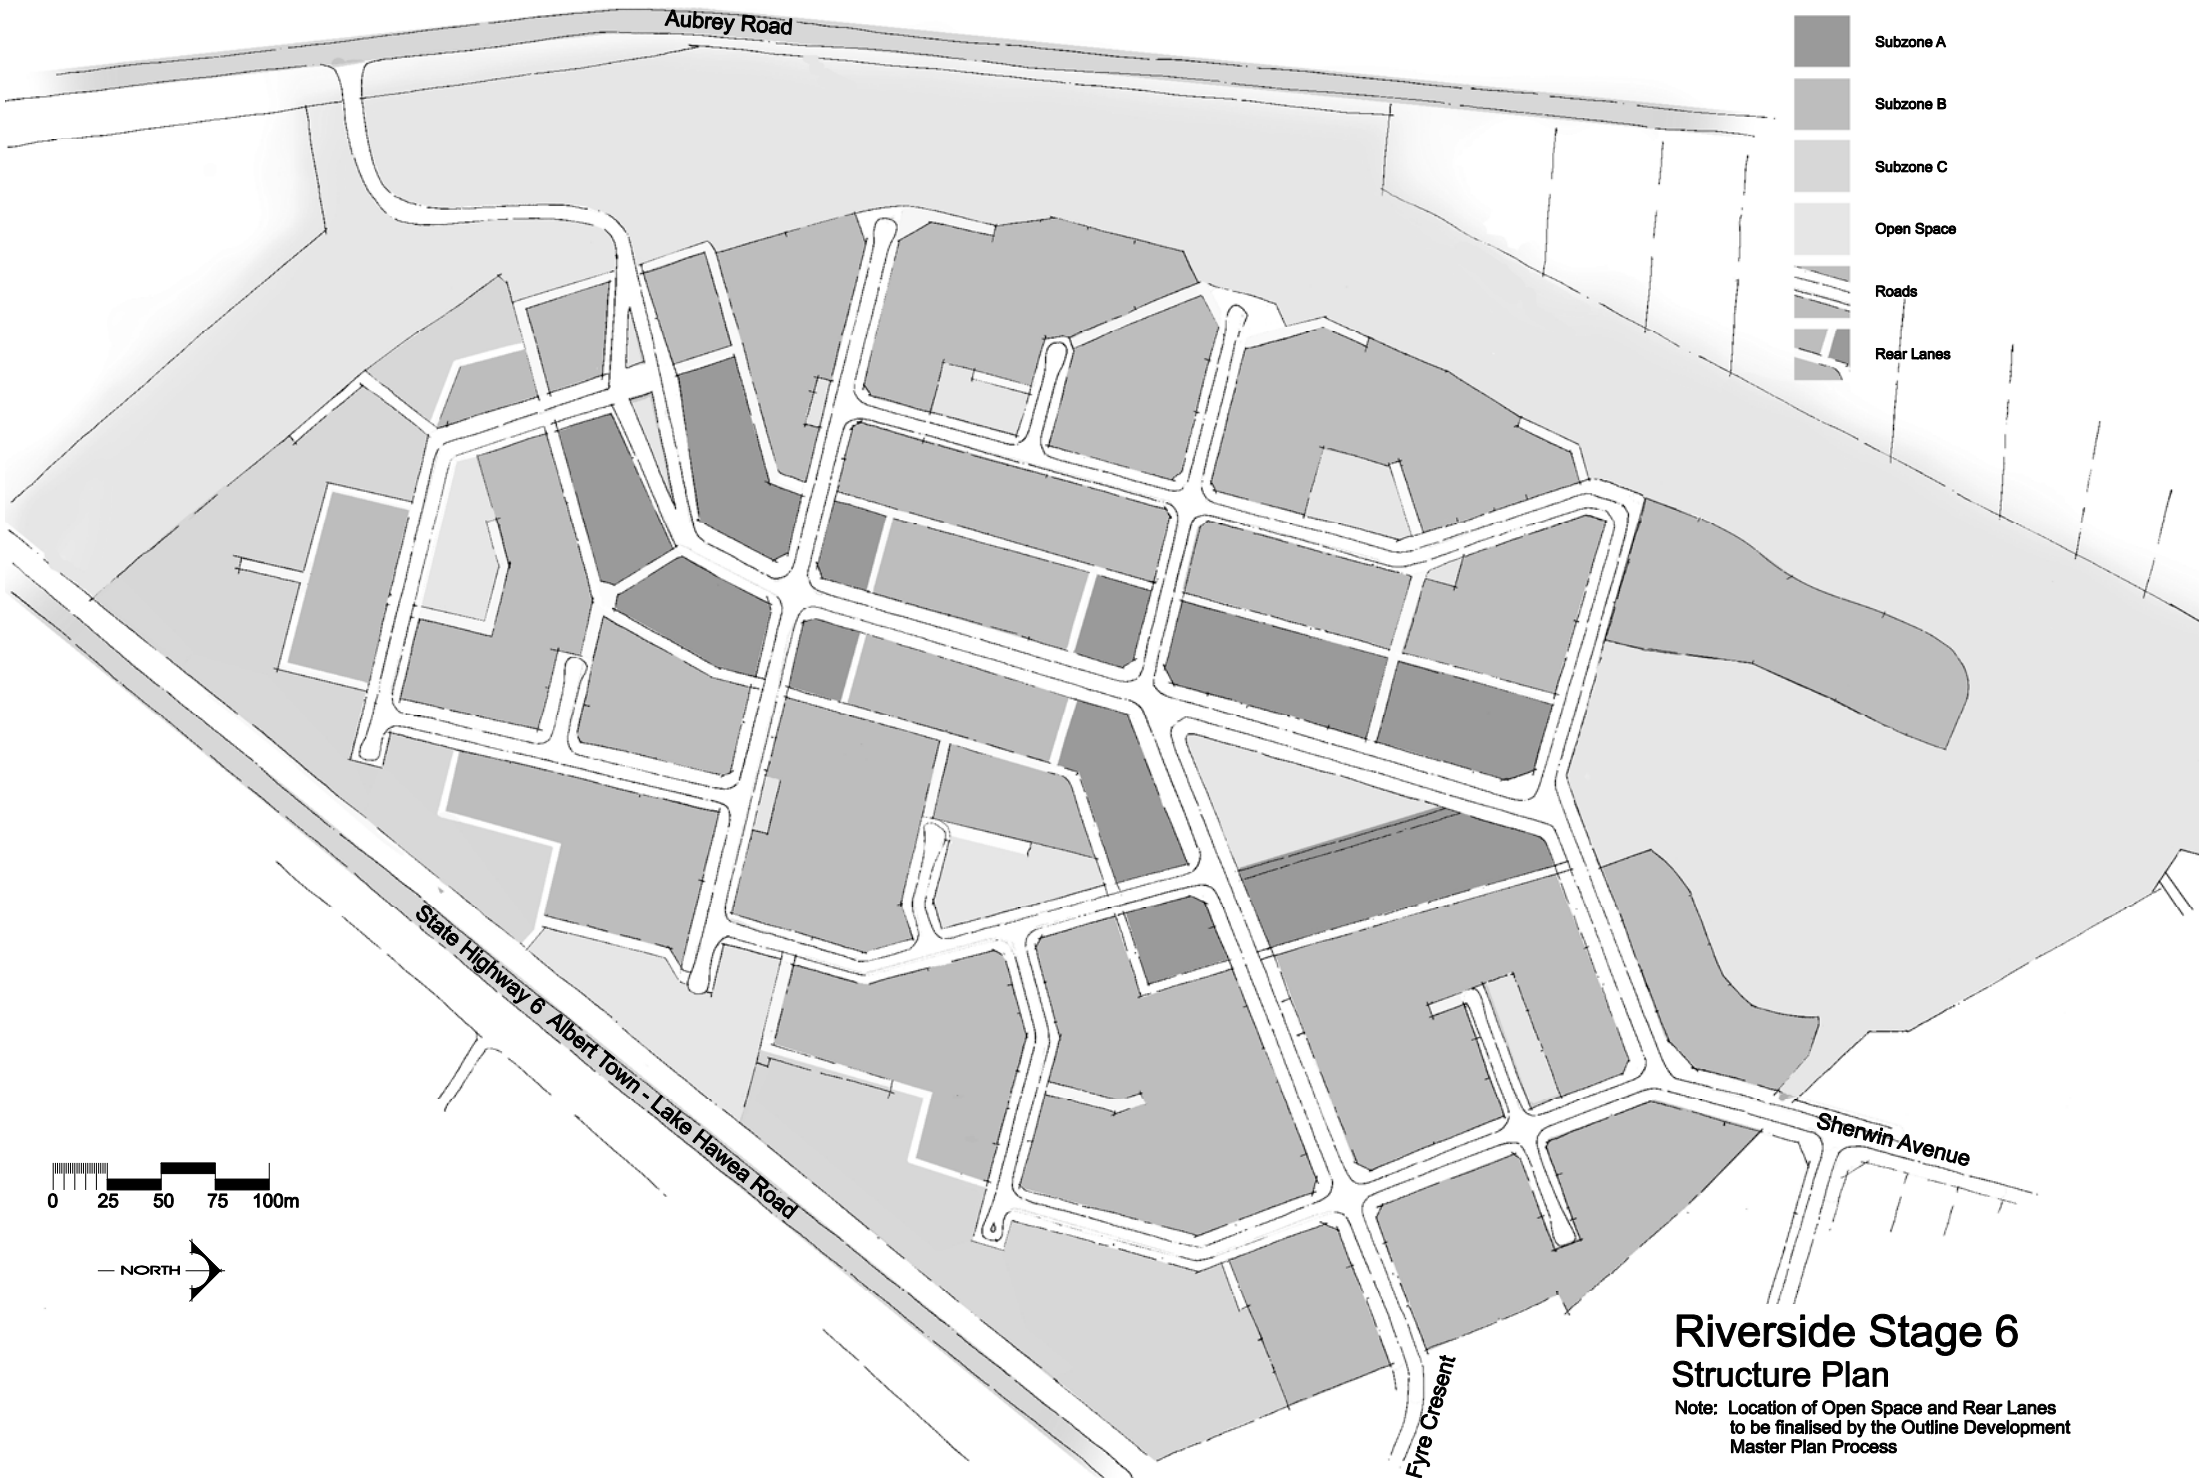 Aubrey Road
Subzone A
Subzone B
Subzone C
Open Space
Roads
Rear Lanes
State Highway 6 Albert Town - Lake Hawea Road
Sherwin Avenue
Fyre Cresent
0 25 50 75 100m
NORTH
Riverside Stage 6
Structure Plan
Note: Location of Open Space and Rear Lanes
to be finalised by the Outline Development
Master Plan Process